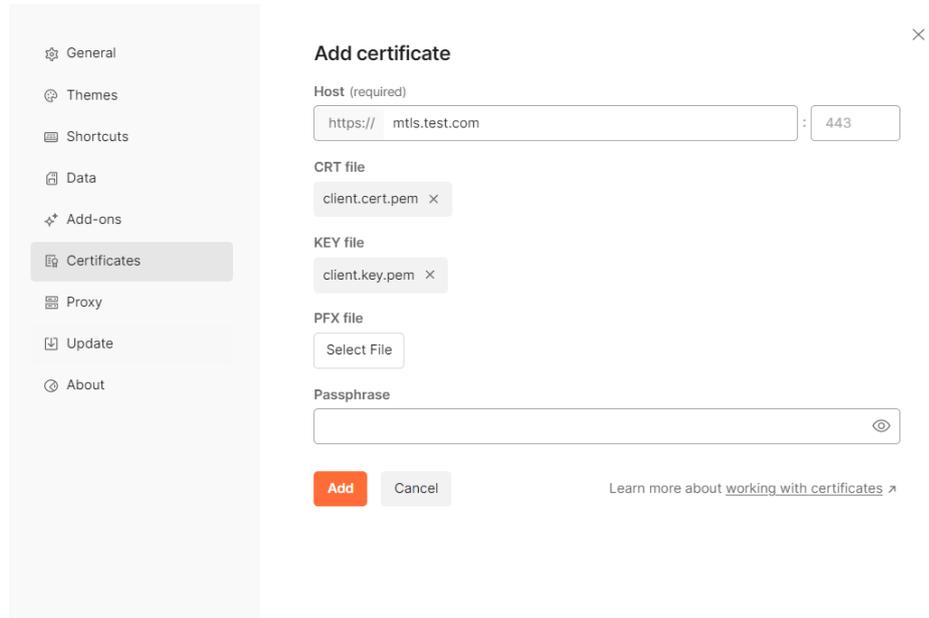 General
Themes
Shortcuts
Data
Add-ons
Certificates
Proxy
Update
About
Add certificate
Host (required)
https:// mtls.test.com : 443
CRT file
client.cert.pem
KEY file
client.key.pem
PFX file
Select File
Passphrase
Add Cancel Learn more about working with certificates ↗